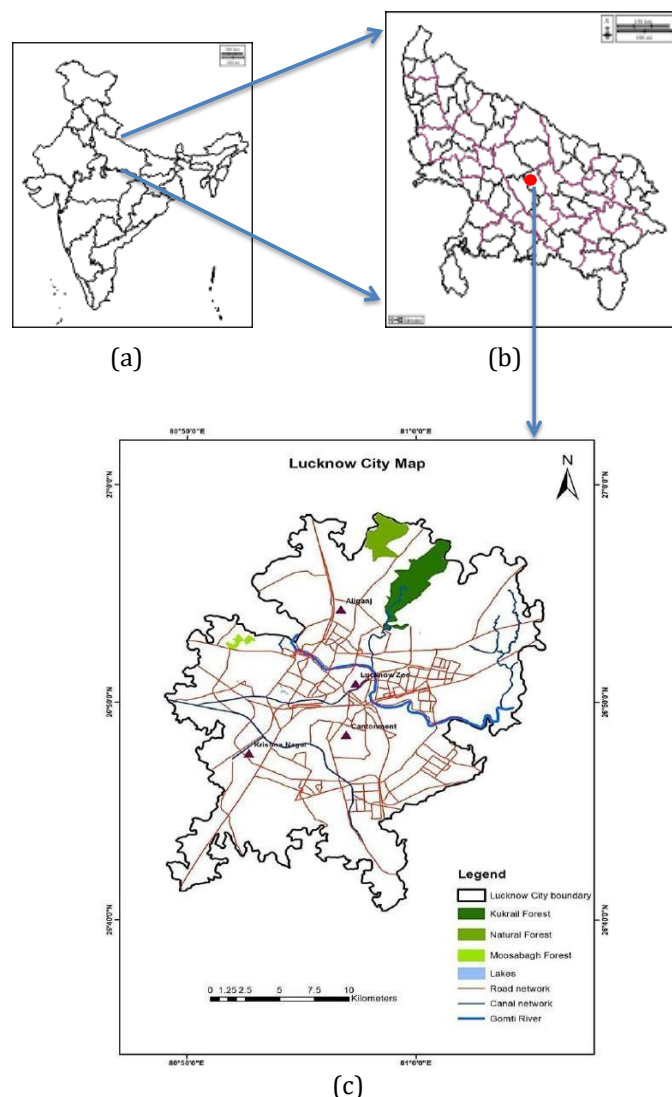 (a)
(b)
80°50'0"E
81°0'0"E
Lucknow City Map
N
27°0'0"N
27°0'0"N
Aliganj
Lucknow Zoo
26°50'0"N
26°50'0"N
Cantonment
Krishna Nagar
Legend
Lucknow City boundary
Kukrail Forest
Natural Forest
Moosabagh Forest
Lakes
Road network
Canal network
Gomti River
26°40'0"N
26°40'0"N
0 1.25 2.5 5 7.5 10
Kilometers
80°50'0"E
81°0'0"E
(c)